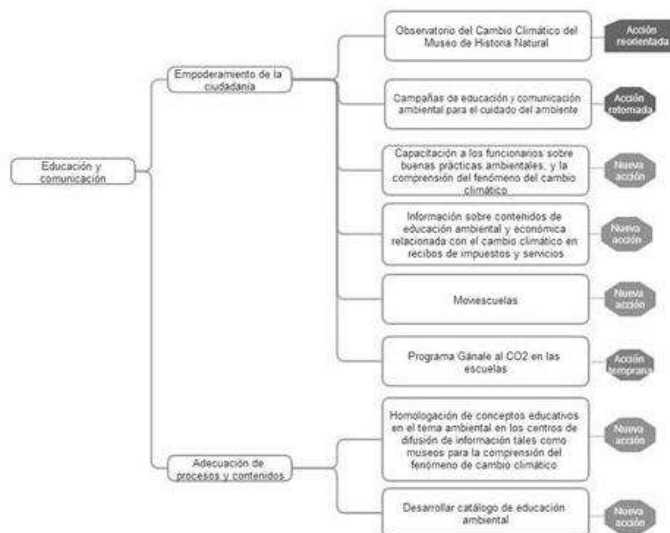 Educación y
comunicación
Empoderamiento de la
ciudadanía
Observatorio del Cambio Climático del
Museo de Historia Natural
Acción
reorientada
Campañas de educación y comunicación
ambiental para el cuidado del ambiente
Acción
retomada
Capacitación a los funcionarios sobre
buenas prácticas ambientales, y la
comprensión del fenómeno del cambio
climático
Nueva
acción
Información sobre contenidos de
educación ambiental y económica
relacionada con el cambio climático en
recibos de impuestos y servicios
Nueva
acción
Moviescuelas
Nueva
acción
Programa Gánale al CO2 en las
escuelas
Acción
temprana
Adecuación de
procesos y contenidos
Homologación de conceptos educativos
en el tema ambiental en los centros de
difusión de información tales como
museos para la comprensión del
fenómeno de cambio climático
Nueva
acción
Desarrollar catálogo de educación
ambiental
Nueva
acción